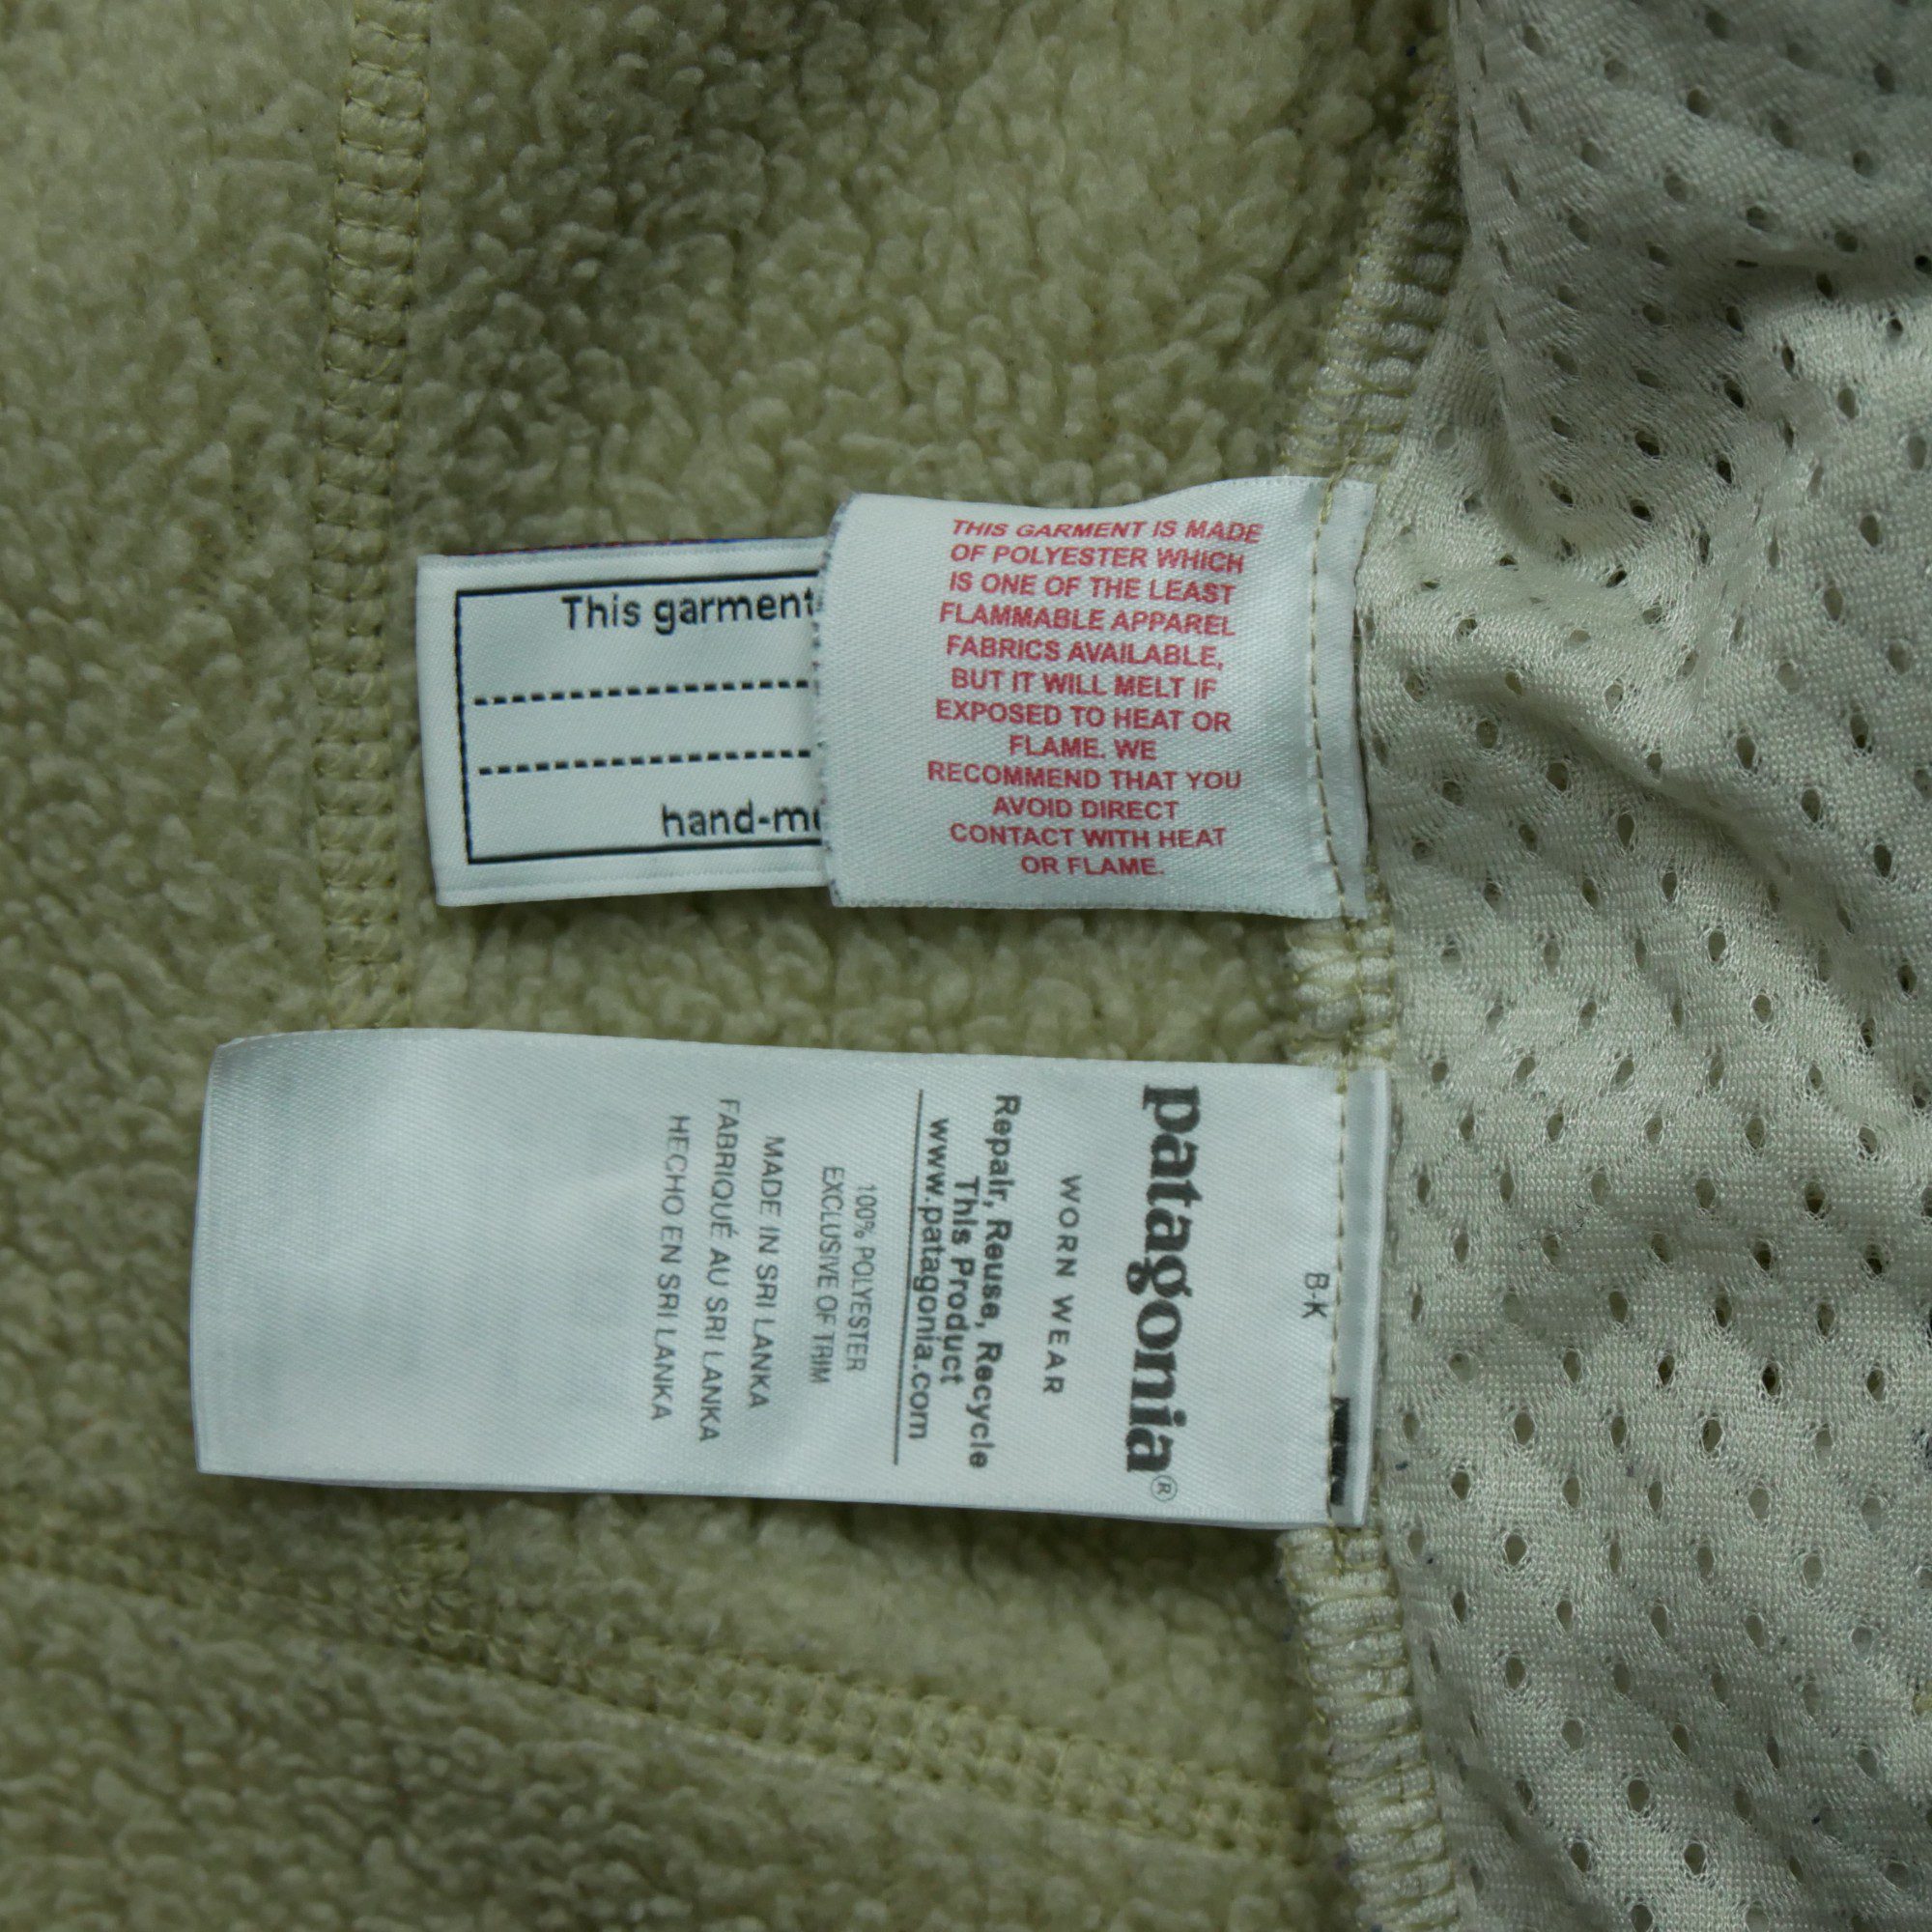 This garment
hand-m
THIS GARMENT IS MADE
OF POLYESTER WHICH
IS ONE OF THE LEAST
FLAMMABLE APPAREL
FABRICS AVAILABLE,
BUT IT WILL MELT IF
EXPOSED TO HEAT OR
FLAME. WE
RECOMMEND THAT YOU
AVOID DIRECT
CONTACT WITH HEAT
OR FLAME.
B-K
patagonia®
WORN WEAR
Repair, Reuse, Recycle
This Product
www.patagonia.com
100% POLYESTER
EXCLUSIVE OF TRIM
MADE IN SRI LANKA
FABRIQUÉ AU SRI LANKA
HECHO EN SRI LANKA